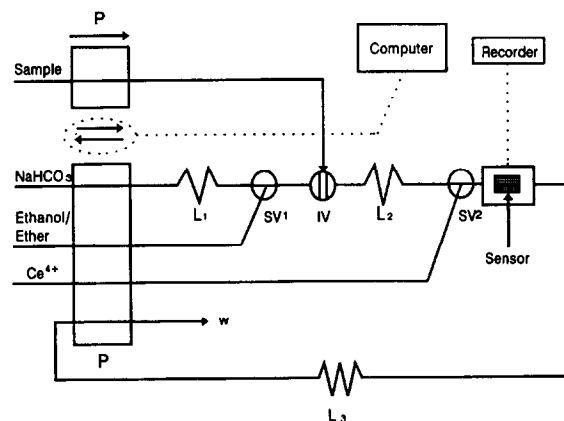 P
Computer
Recorder
Sample
NaHCO₃
L₁
SV1
IV
L₂
SV2
Ethanol/
Ether
Sensor
Ce⁴⁺
w
P
L₃